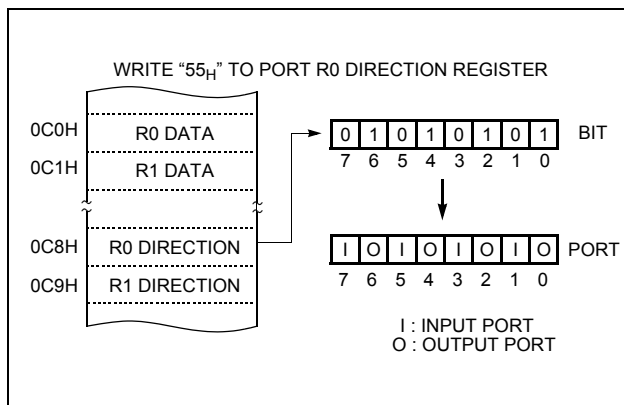 WRITE “55H” TO PORT R0 DIRECTION REGISTER
0C0H R0 DATA
0C1H R1 DATA
0C8H R0 DIRECTION
0C9H R1 DIRECTION
0 1 0 1 0 1 0 1 BIT
7 6 5 4 3 2 1 0
I O I O I O I O PORT
7 6 5 4 3 2 1 0
I : INPUT PORT
O : OUTPUT PORT